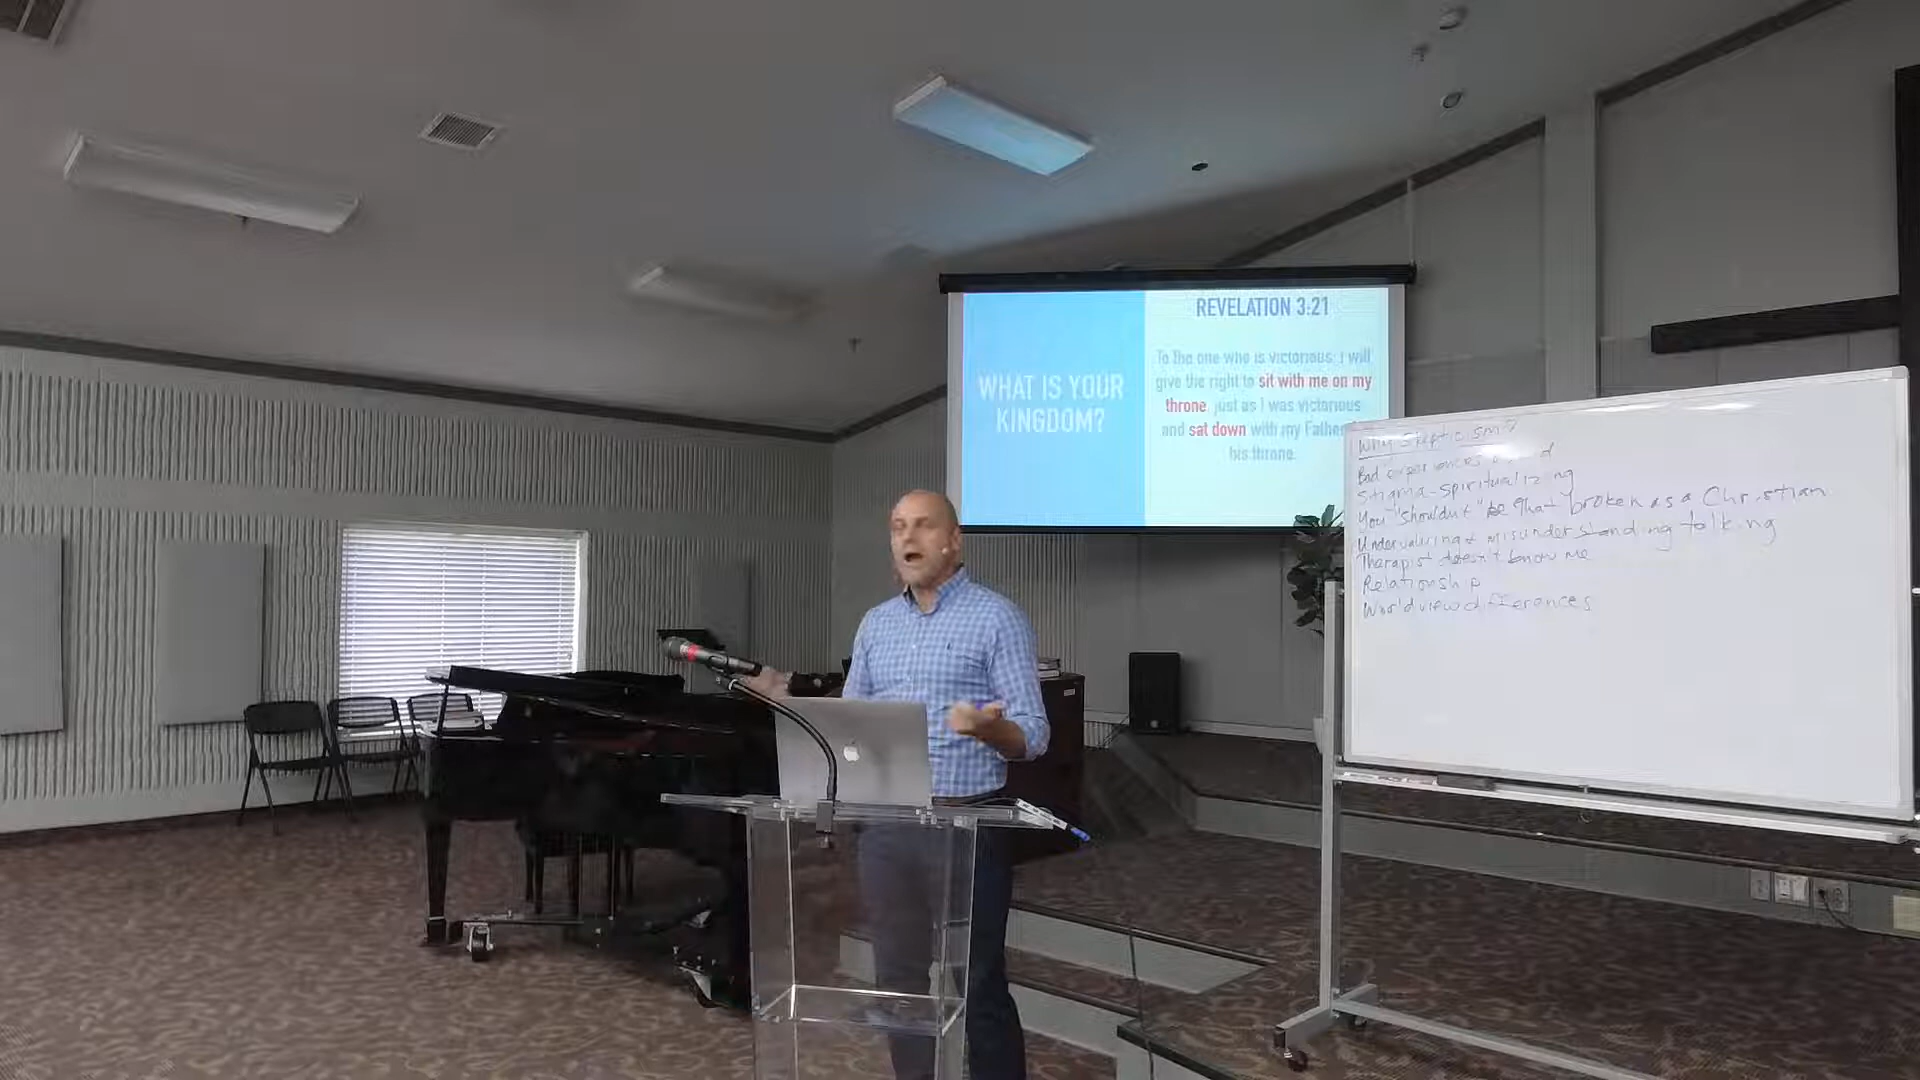 WHAT IS YOUR
KINGDOM?
REVELATION 3:21
To the one who is victorious, I will
give the right to sit with me on my
throne, just as I was victorious
and sat down with my Father
his throne.
Why Skepticism?
Bad experiences
Stigma-spiritualizing
You "shouldn't" be that broken as a Christian
Undervaluing & misunderstanding talking
Therapist doesn't know me
Relationship
Worldview differences